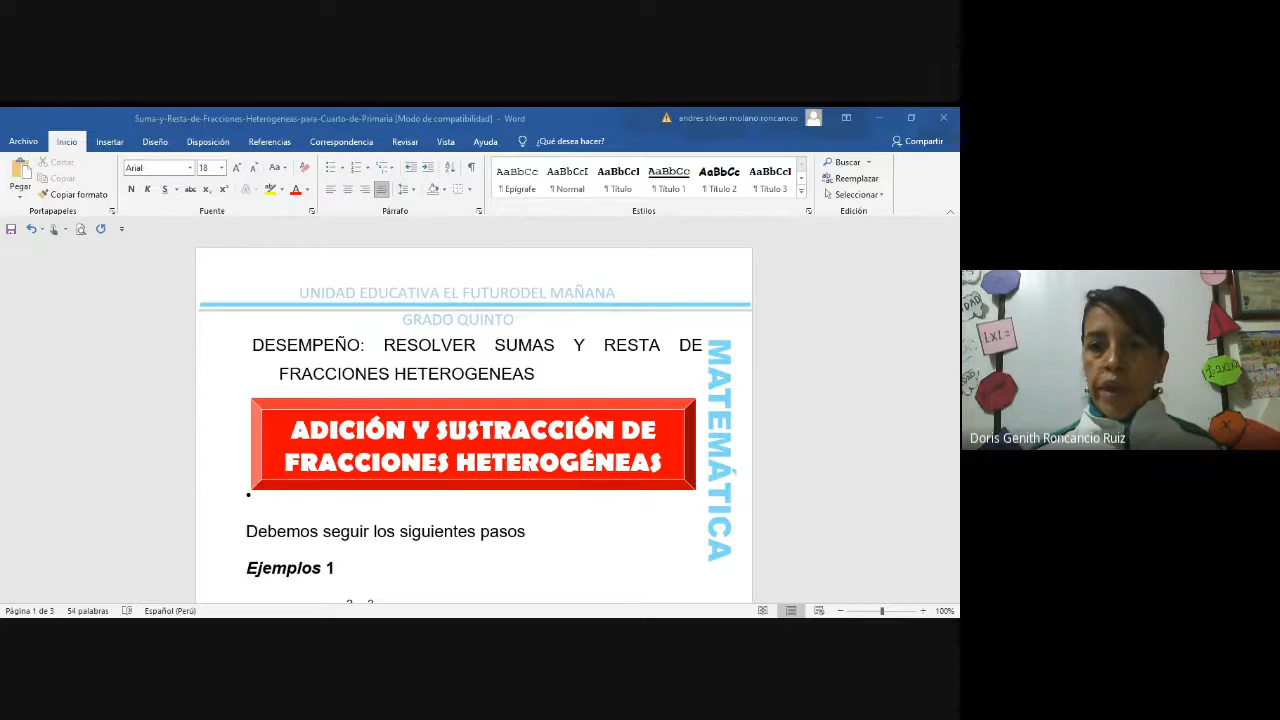 Suma-y-Resta-de-Fracciones-Heterogeneas-para-Cuarto-de-Primaria [Modo de compatibilidad] - Word
andres stiven molano roncancio
Archivo Inicio Insertar Diseño Disposición Referencias Correspondencia Revisar Vista Ayuda ¿Qué desea hacer? Compartir
Pegar
Cortar
Copiar
Copiar formato
Portapapeles
Arial 18
Aa
N K S abc x₂ x²
Fuente
Párrafo
AaBbCc AaBbCcI AaBbCcI AaBbCc AaBbCc AaBbCcI
¶ Epígrafe ¶ Normal ¶ Título ¶ Título 1 ¶ Título 2 ¶ Título 3
Estilos
Buscar
Reemplazar
Seleccionar
Edición
UNIDAD EDUCATIVA EL FUTURODEL MAÑANA
GRADO QUINTO
DESEMPEÑO: RESOLVER SUMAS Y RESTA DE
FRACCIONES HETEROGENEAS
ADICIÓN Y SUSTRACCIÓN DE
FRACCIONES HETEROGÉNEAS
MATEMÁTICA
Debemos seguir los siguientes pasos
Ejemplos 1
Página 1 de 3 54 palabras Español (Perú) 100%
LXL=
Doris Genith Roncancio Ruiz